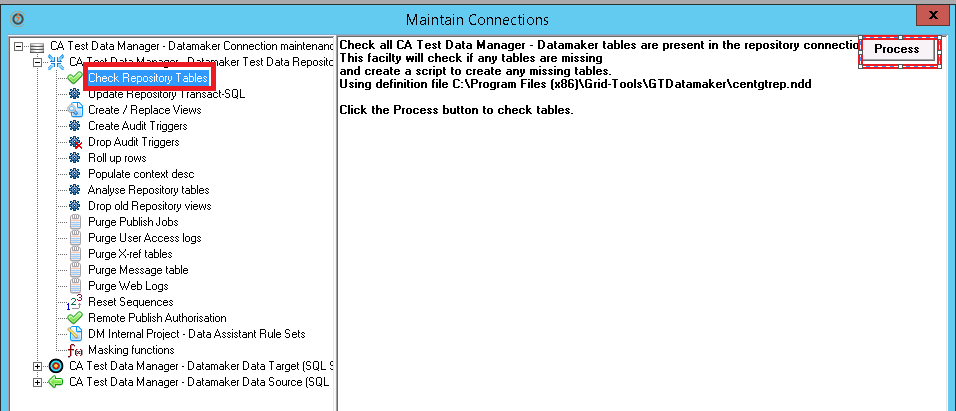 Maintain Connections
x
CA Test Data Manager - Datamaker Connection maintenanc
CA Test Data Manager - Datamaker Test Data Reposito
Check Repository Tables
Update Repository Transact-SQL
Create / Replace Views
Create Audit Triggers
Drop Audit Triggers
Roll up rows
Populate context desc
Analyse Repository tables
Drop old Repository views
Purge Publish Jobs
Purge User Access logs
Purge X-ref tables
Purge Message table
Purge Web Logs
123 Reset Sequences
Remote Publish Authorisation
DM Internal Project - Data Assistant Rule Sets
f(x) Masking functions
CA Test Data Manager - Datamaker Data Target (SQL S
CA Test Data Manager - Datamaker Data Source (SQL
Check all CA Test Data Manager - Datamaker tables are present in the repository connectio
This facility will check if any tables are missing
and create a script to create any missing tables.
Using definition file C:\Program Files (x86)\Grid-Tools\GTDatamaker\centgtrep.ndd
Click the Process button to check tables.
Process